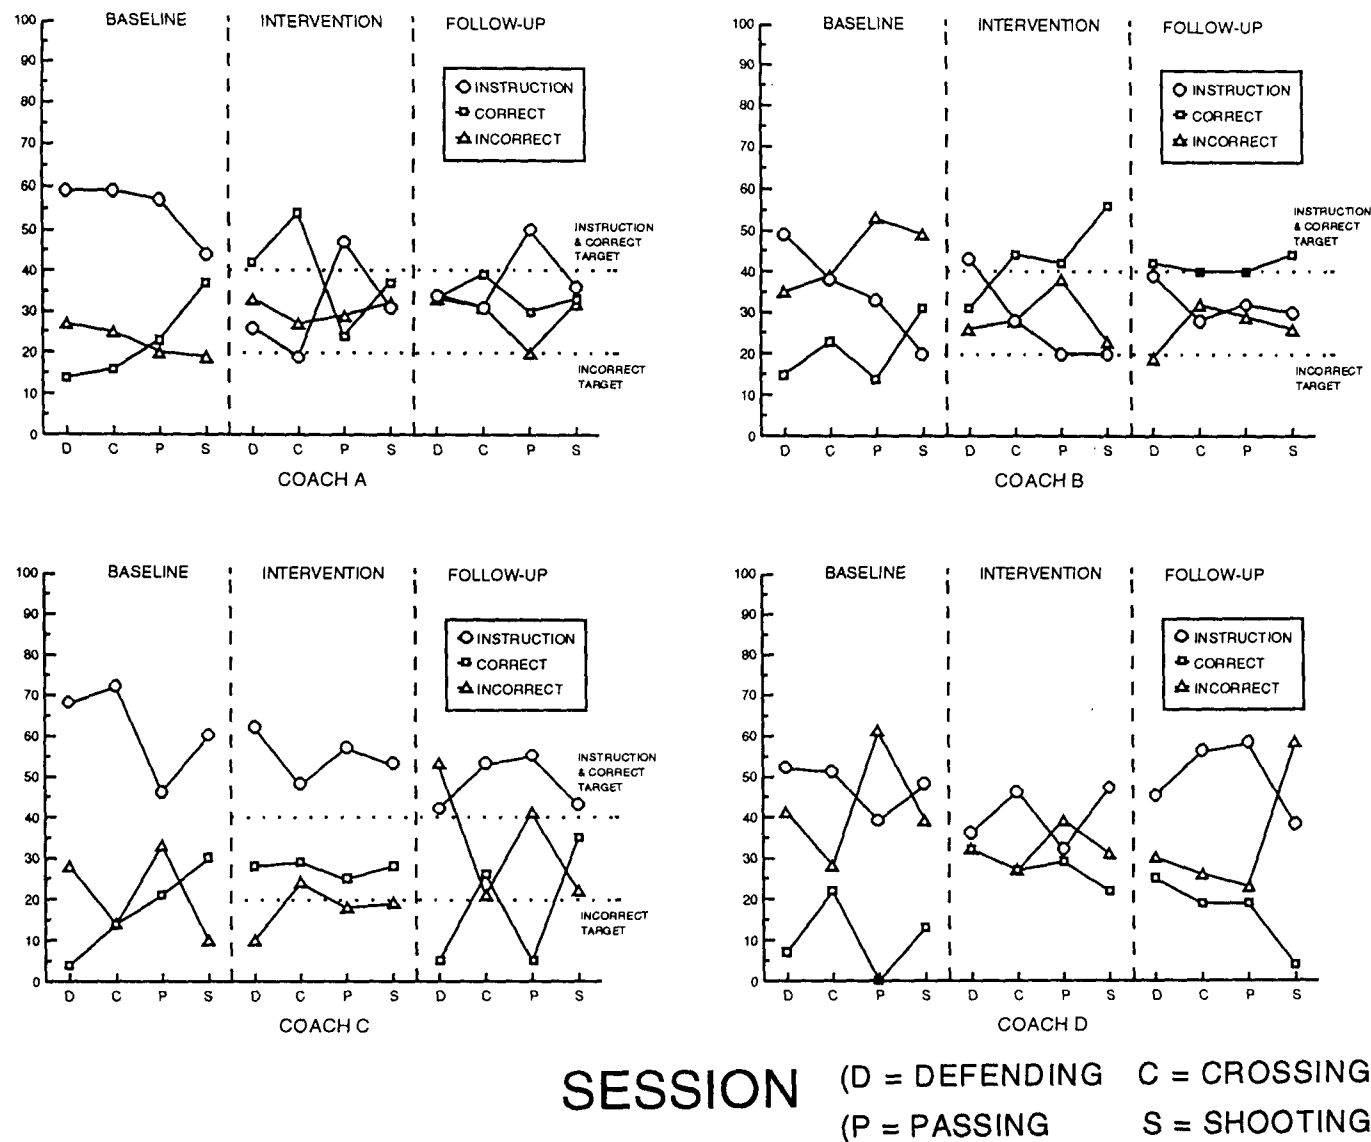 BASELINE INTERVENTION FOLLOW-UP
100
90
80
70
60
50
40
30
20
10
0
INSTRUCTION
CORRECT
INCORRECT
INSTRUCTION
& CORRECT
TARGET
INCORRECT
TARGET
D C P S D C P S D C P S
COACH A
BASELINE INTERVENTION FOLLOW-UP
100
90
80
70
60
50
40
30
20
10
0
INSTRUCTION
CORRECT
INCORRECT
INSTRUCTION
& CORRECT
TARGET
INCORRECT
TARGET
D C P S D C P S D C P S
COACH B
BASELINE INTERVENTION FOLLOW-UP
100
90
80
70
60
50
40
30
20
10
0
INSTRUCTION
CORRECT
INCORRECT
INSTRUCTION
& CORRECT
TARGET
INCORRECT
TARGET
D C P S D C P S D C P S
COACH C
BASELINE INTERVENTION FOLLOW-UP
100
90
80
70
60
50
40
30
20
10
0
INSTRUCTION
CORRECT
INCORRECT
D C P S D C P S D C P S
COACH D
SESSION
(D = DEFENDING C = CROSSING
(P = PASSING S = SHOOTING